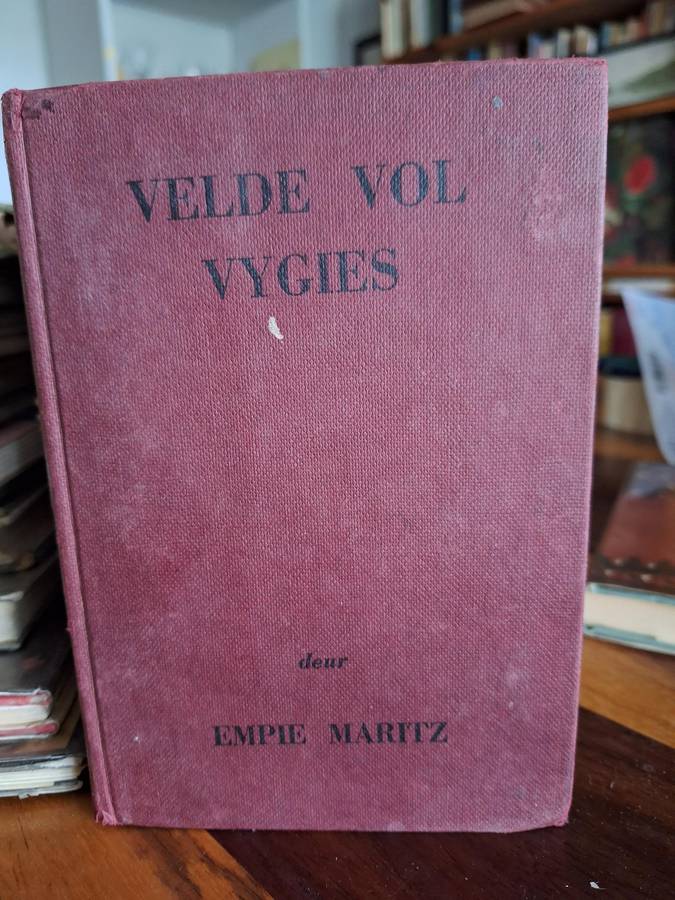 VELDE VOL
VYGIES
deur
EMPIE MARITZ